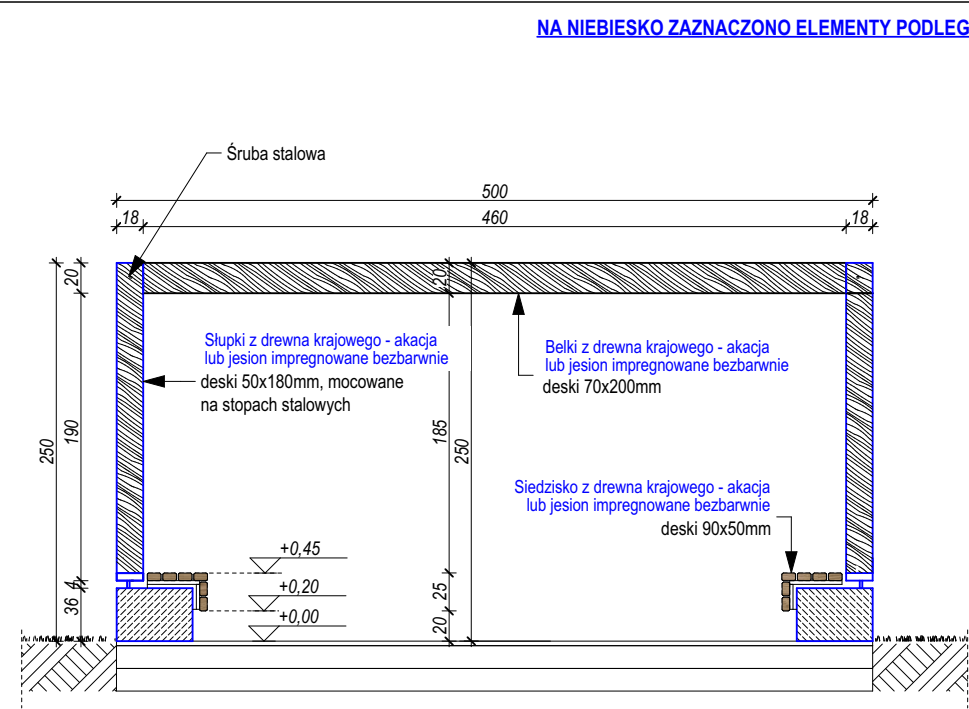 NA NIEBIESKO ZAZNACZONO ELEMENTY PODLEG
Śruba stalowa
500
18
460
18
20
20
Słupki z drewna krajowego - akacja
lub jesion impregnowane bezbarwnie
deski 50x180mm, mocowane
na stopach stalowych
Belki z drewna krajowego - akacja
lub jesion impregnowane bezbarwnie
deski 70x200mm
250
190
185
250
Siedzisko z drewna krajowego - akacja
lub jesion impregnowane bezbarwnie
deski 90x50mm
+0,45
+0,20
+0,00
4
36
25
20